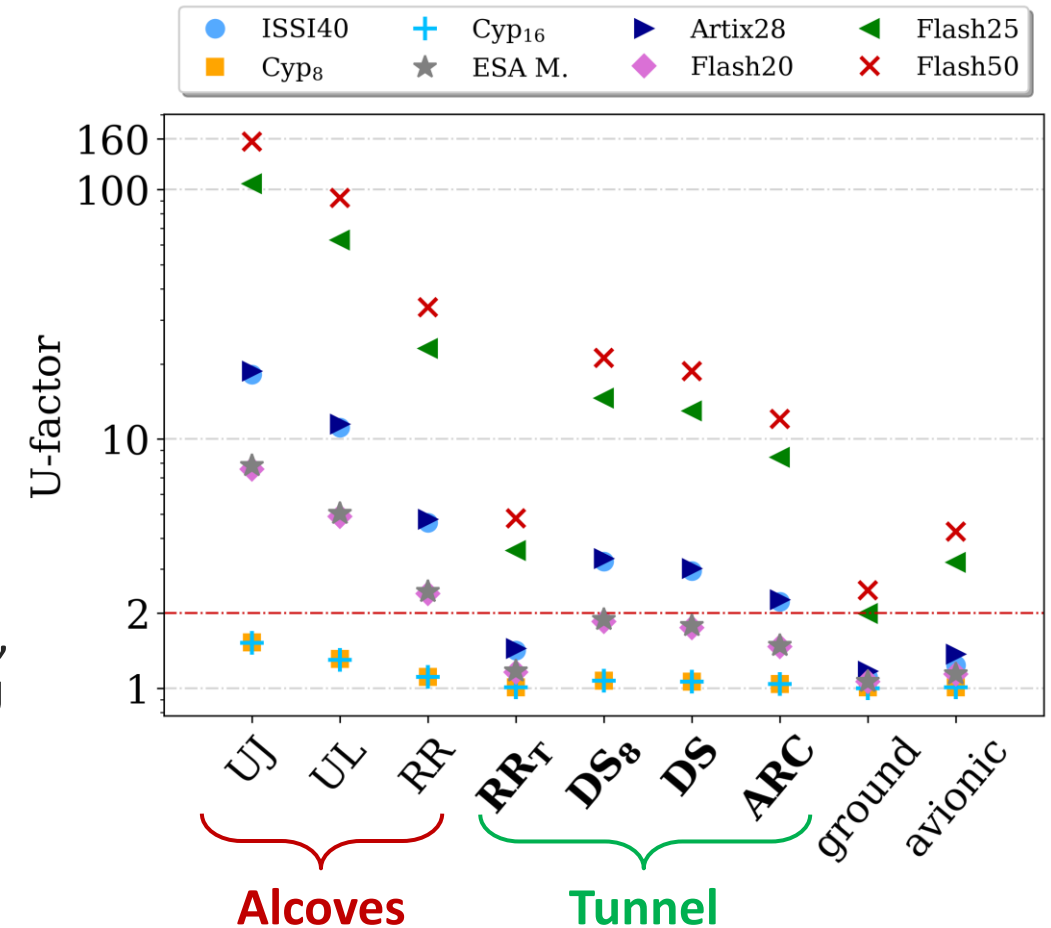 ISSI40 Cyp₁₆ Artix28 Flash25
Cyp₈ ESA M. Flash20 Flash50
160
100
10
2
1
U-factor
UJ UL RR RR_T DS₈ DS ARC ground avionic
Alcoves Tunnel